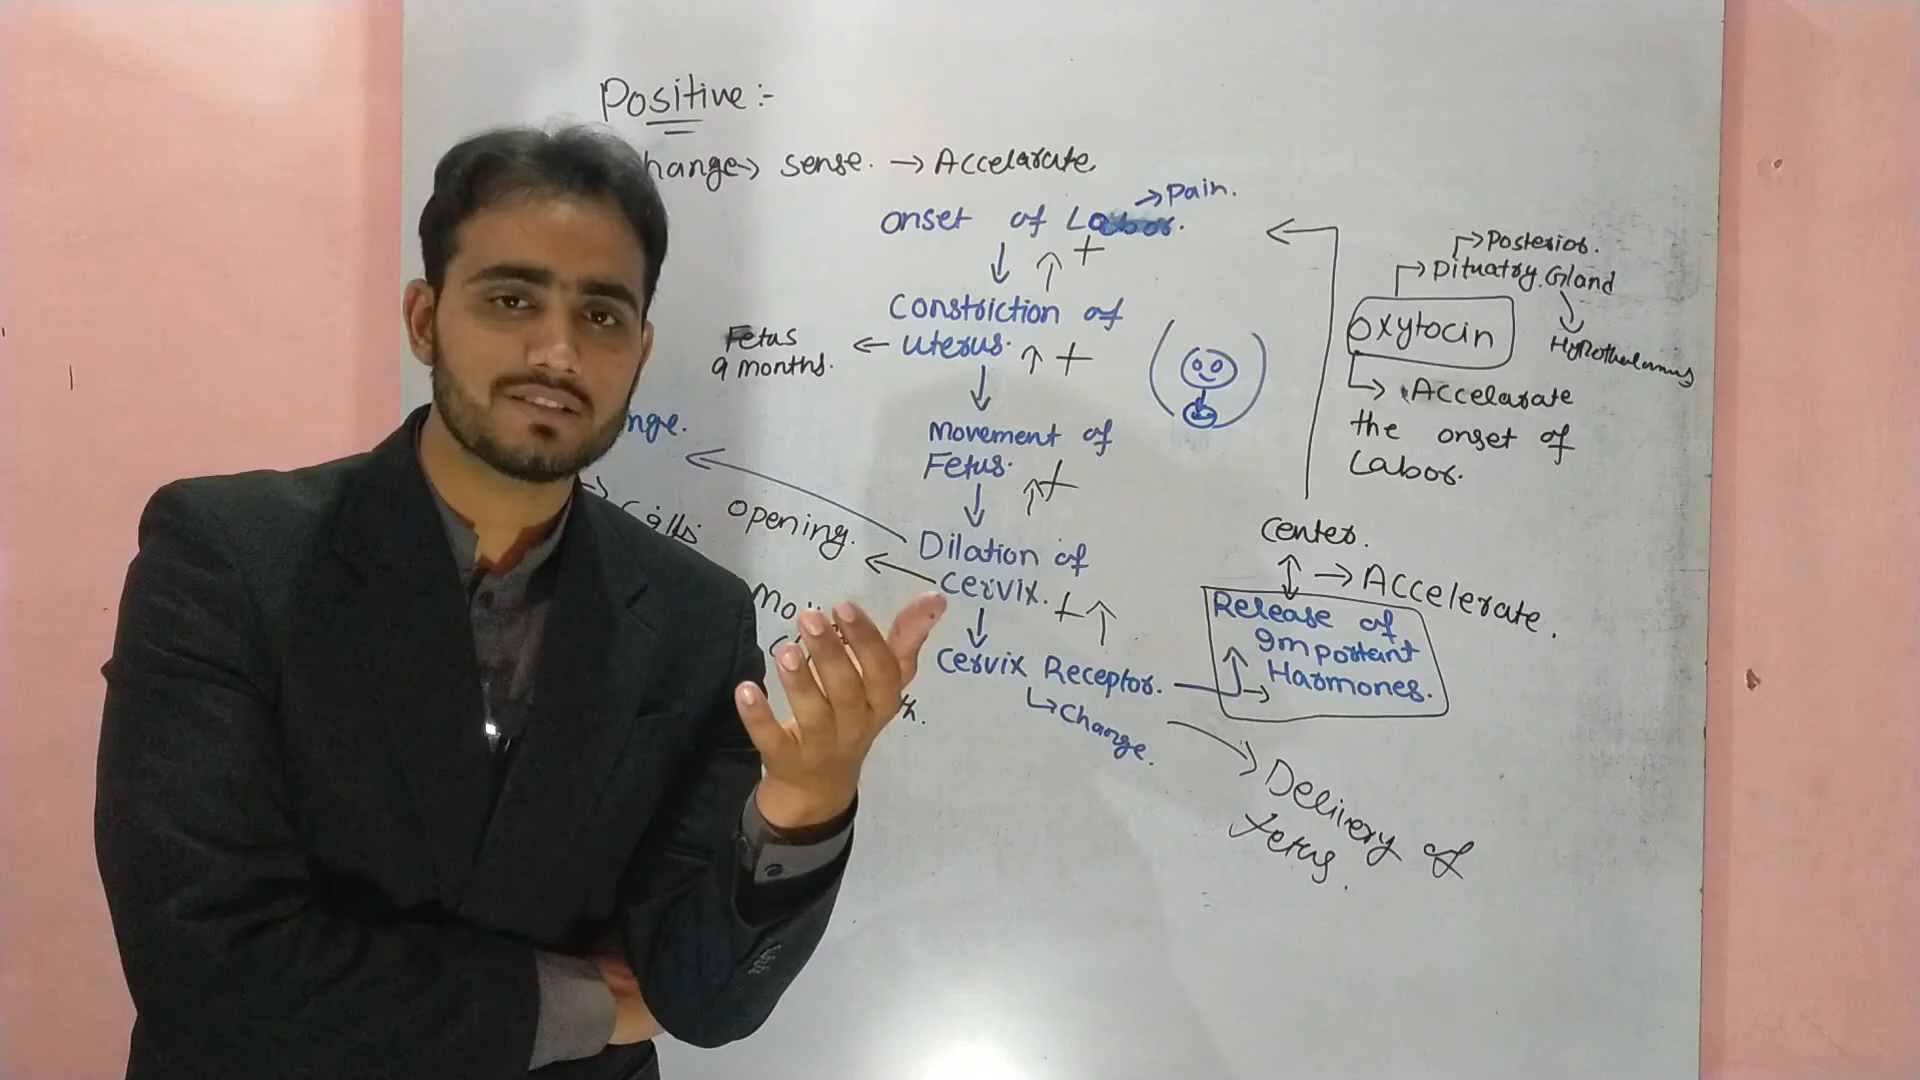 Positive :-
hange → sense. → Accelarate
→ Pain.
onset of Labor.
Constriction of
uterus.
Fetus
9 months.
Movement of
Fetus.
nge.
opening.
Dilation of
cervix.
Cervix Receptor.
↳ Change.
→ Posterior.
→ Pituatry Gland
Hypothalamus
oxytocin
→ Accelarate
the onset of
Labor.
Center.
→ Accelerate.
Release of
Important
Harmones.
Delivery of
Fetus.